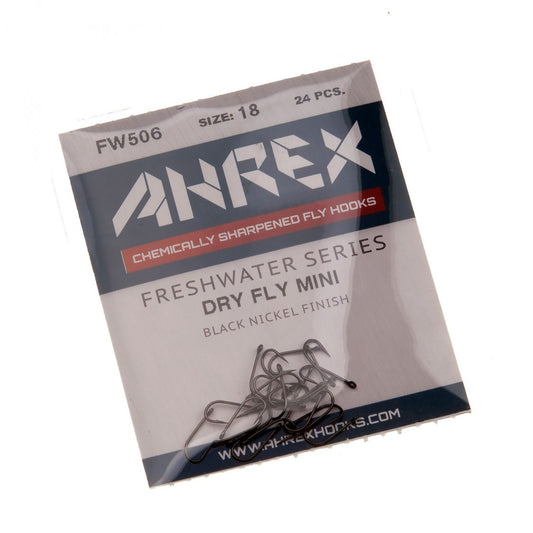 FW506 SIZE: 18 24 PCS.
AHREX
CHEMICALLY SHARPENED FLY HOOKS
FRESHWATER SERIES
DRY FLY MINI
BLACK NICKEL FINISH
WWW.AHREXHOOKS.COM